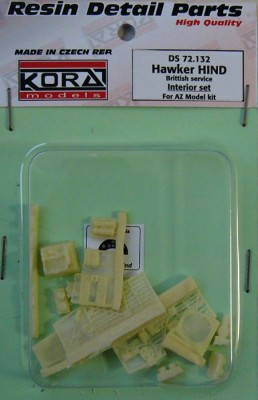 Resin Detail Parts
High Quality
MADE IN CZECH REP.
KORA
models
DS 72.132
Hawker HIND
Brittish service
Interior set
For AZ Model kit